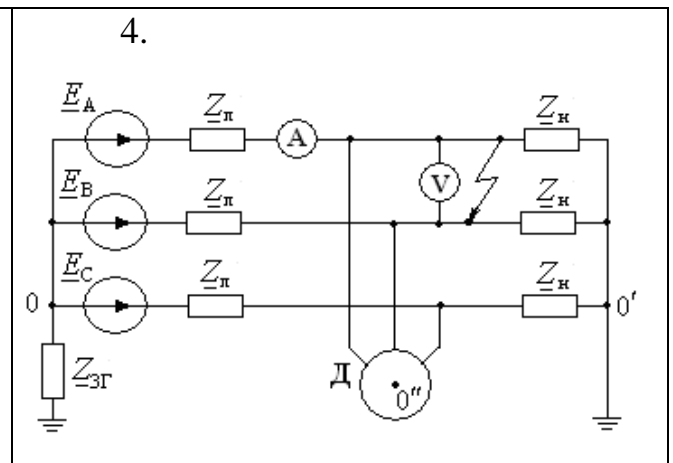 4.
E_A Z_л A Z_н
E_B Z_л V Z_н
E_C Z_л Z_н
0 0′
Z_ЗГ Д 0″